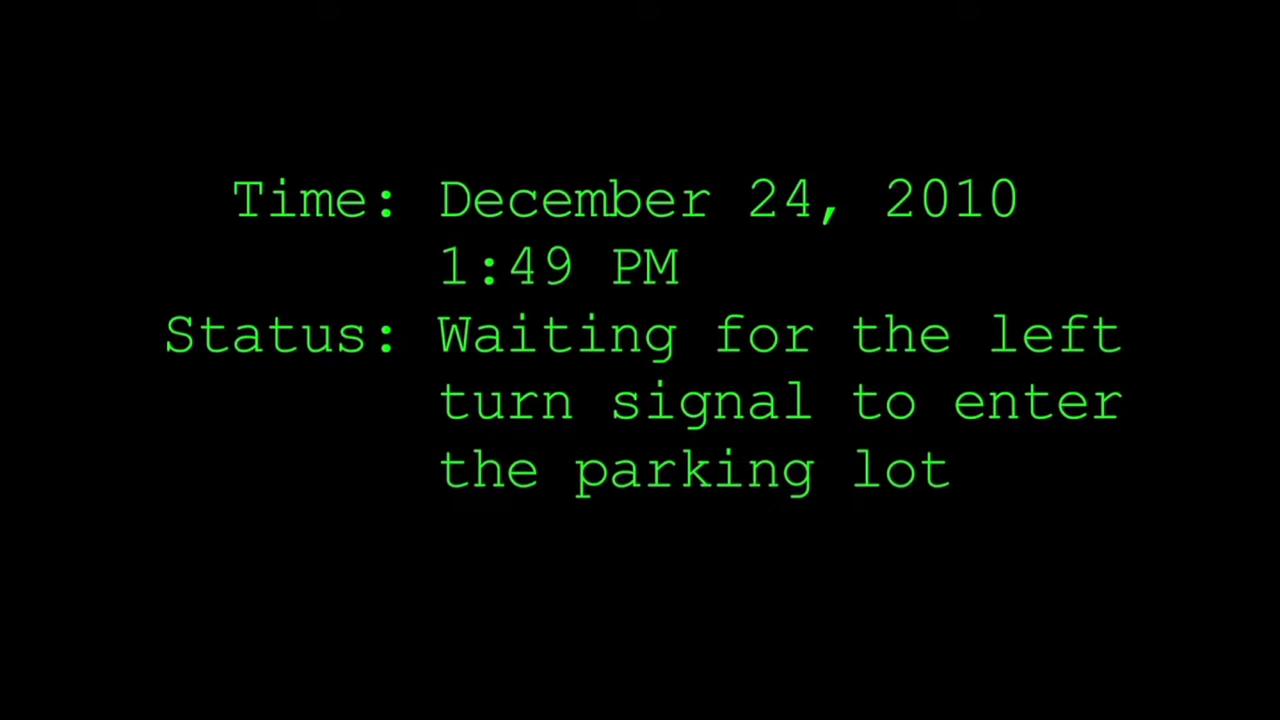 Time: December 24, 2010
1:49 PM
Status: Waiting for the left
turn signal to enter
the parking lot